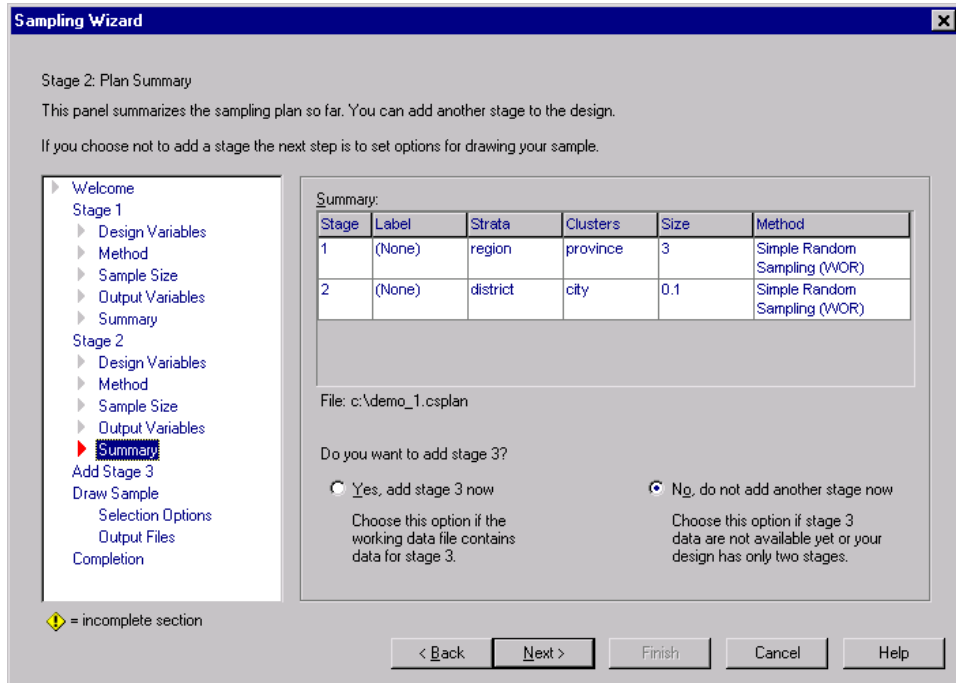 Sampling Wizard
Stage 2: Plan Summary
This panel summarizes the sampling plan so far. You can add another stage to the design.
If you choose not to add a stage the next step is to set options for drawing your sample.
Welcome
Stage 1
Design Variables
Method
Sample Size
Output Variables
Summary
Stage 2
Design Variables
Method
Sample Size
Output Variables
Summary
Add Stage 3
Draw Sample
Selection Options
Output Files
Completion
! = incomplete section
Summary:
Stage Label Strata Clusters Size Method
1 (None) region province 3 Simple Random
Sampling (WOR)
2 (None) district city 0.1 Simple Random
Sampling (WOR)
File: c:\demo_1.csplan
Do you want to add stage 3?
Yes, add stage 3 now
Choose this option if the
working data file contains
data for stage 3.
No, do not add another stage now
Choose this option if stage 3
data are not available yet or your
design has only two stages.
< Back Next > Finish Cancel Help